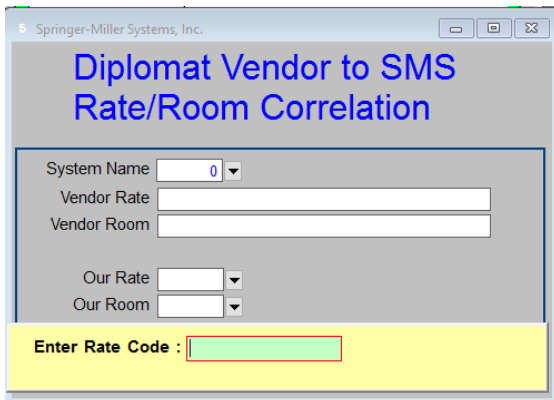 5 Springer-Miller Systems, Inc.
Diplomat Vendor to SMS
Rate/Room Correlation
System Name 0
Vendor Rate
Vendor Room
Our Rate
Our Room
Enter Rate Code :